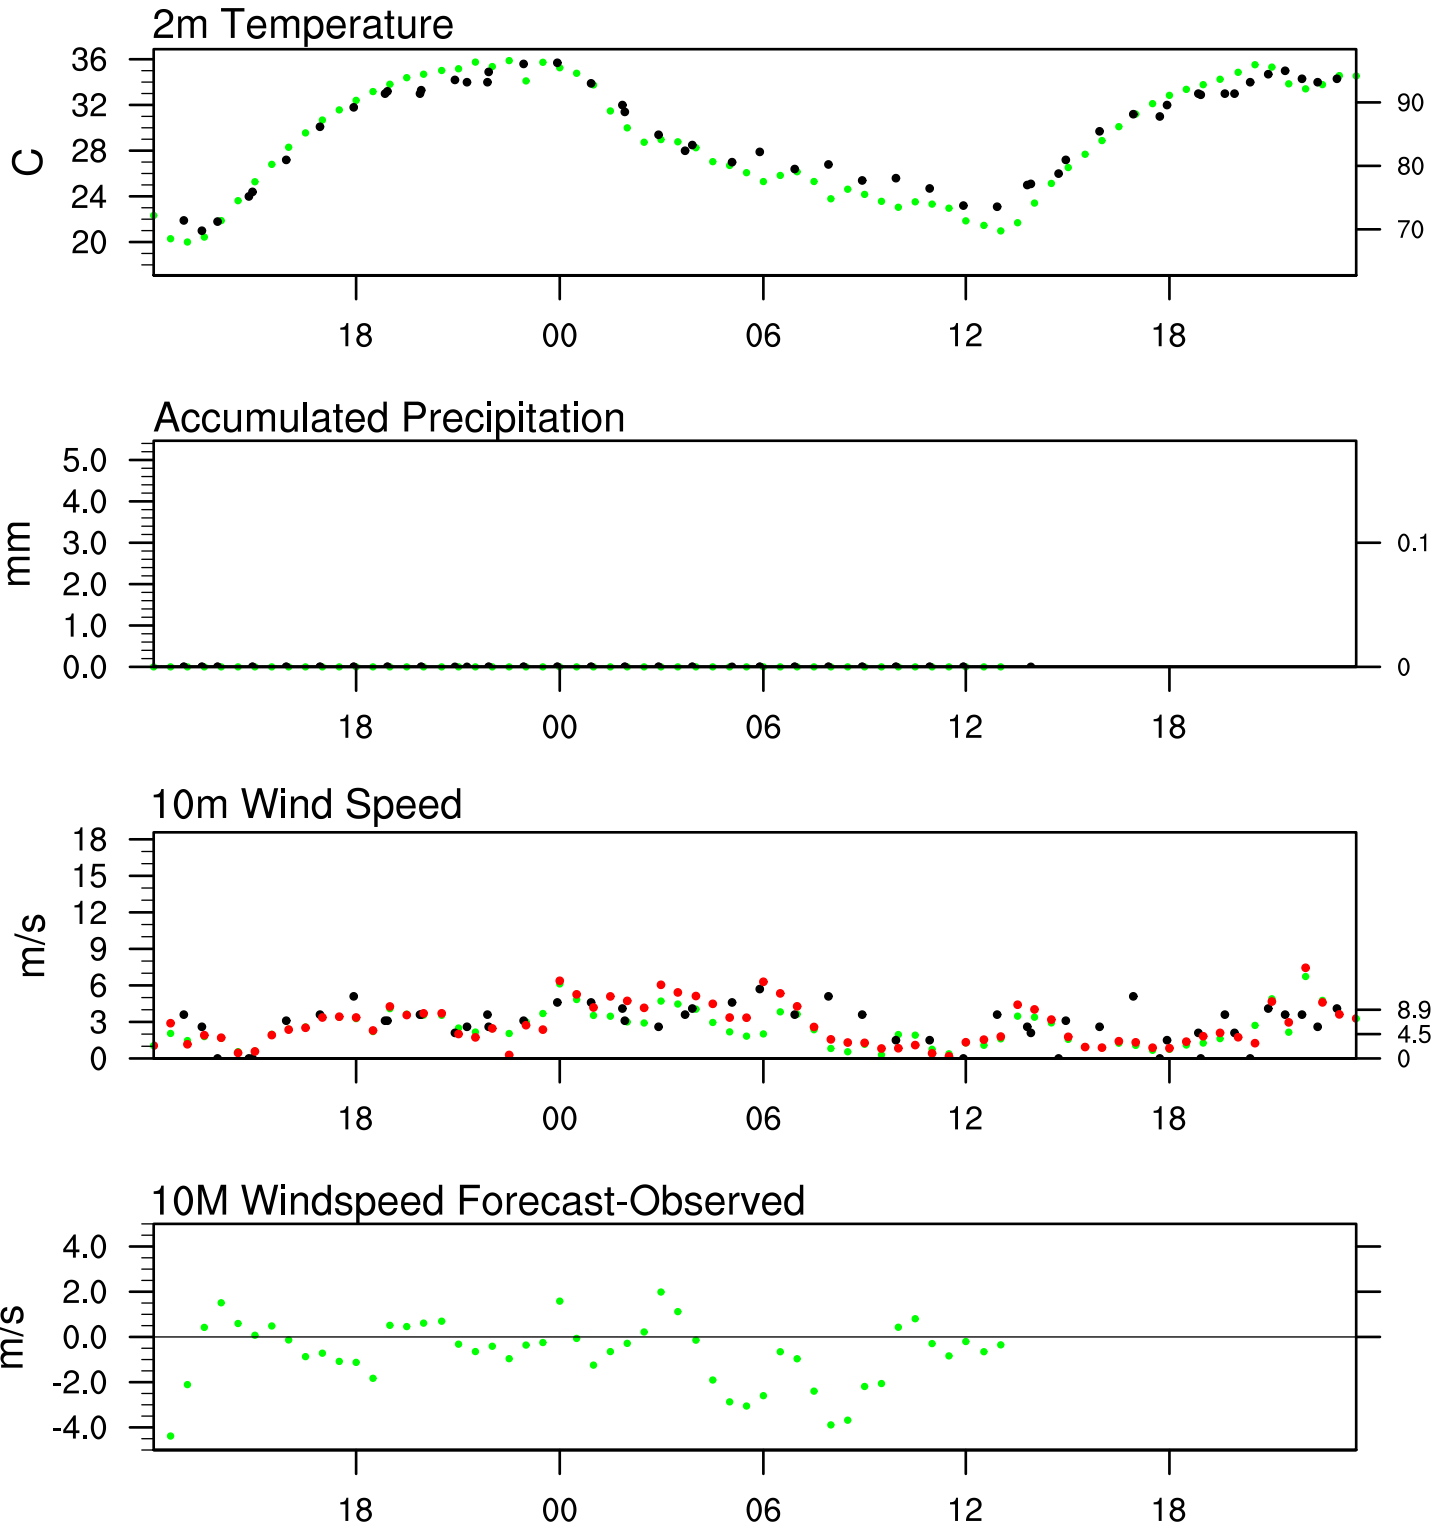 2m Temperature
36
32
28
24
20
C
90
80
70
18 00 06 12 18
Accumulated Precipitation
5.0
4.0
3.0
2.0
1.0
0.0
mm
0.1
0
18 00 06 12 18
10m Wind Speed
18
15
12
9
6
3
0
m/s
8.9
4.5
0
18 00 06 12 18
10M Windspeed Forecast-Observed
4.0
2.0
0.0
-2.0
-4.0
m/s
18 00 06 12 18